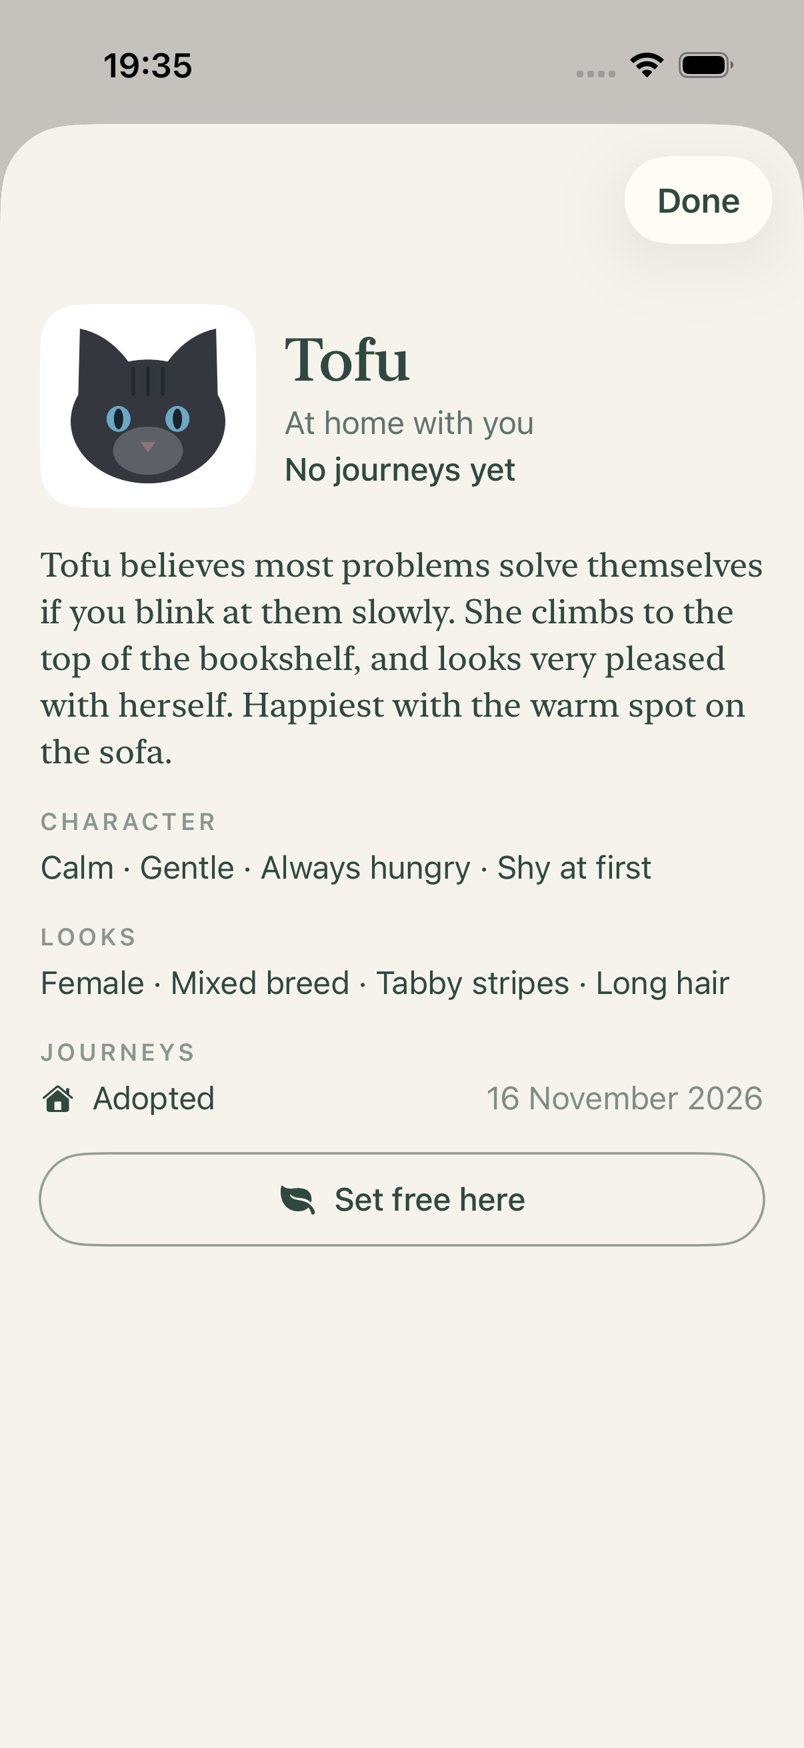 19:35
Done
Tofu
At home with you
No journeys yet
Tofu believes most problems solve themselves
if you blink at them slowly. She climbs to the
top of the bookshelf, and looks very pleased
with herself. Happiest with the warm spot on
the sofa.
CHARACTER
Calm · Gentle · Always hungry · Shy at first
LOOKS
Female · Mixed breed · Tabby stripes · Long hair
JOURNEYS
Adopted 16 November 2026
Set free here